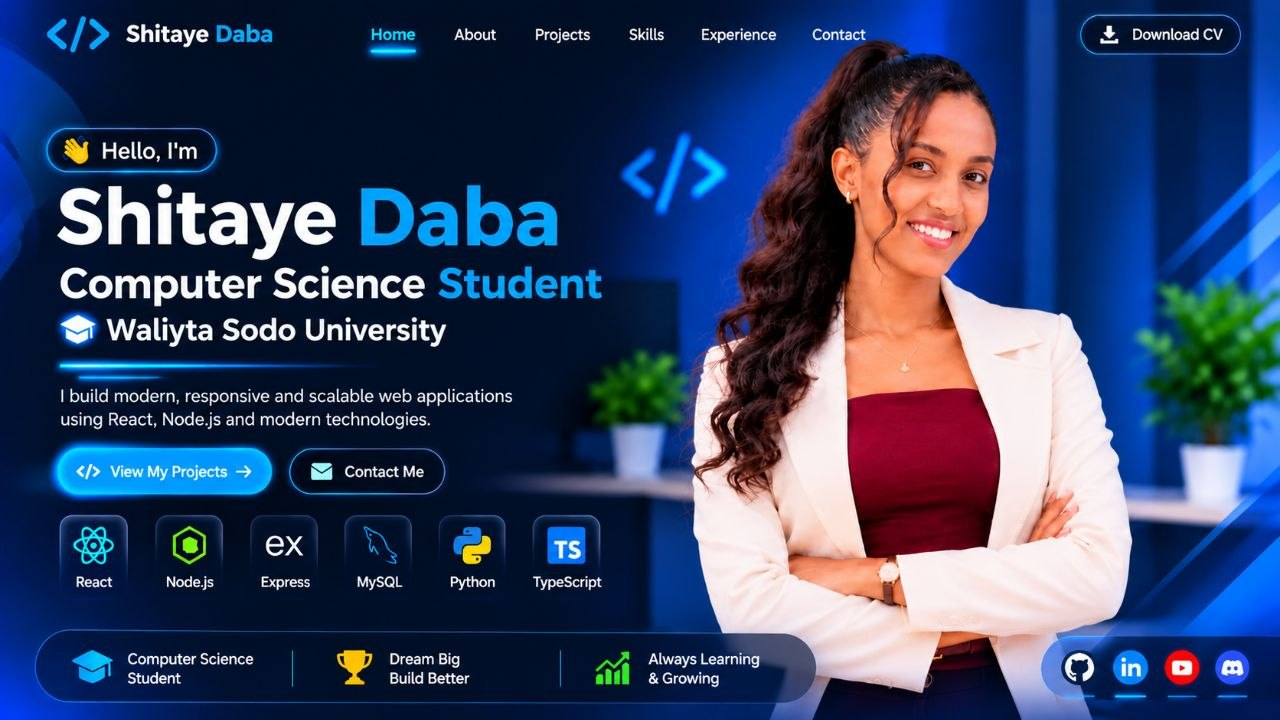 </> Shitaye Daba
Home About Projects Skills Experience Contact
Download CV
</>
👋 Hello, I'm
Shitaye Daba
Computer Science Student
Waliyta Sodo University
I build modern, responsive and scalable web applications
using React, Node.js and modern technologies.
</> View My Projects →
Contact Me
React
Node.js
ex
Express
MySQL
Python
TS
TypeScript
Computer Science
Student
Dream Big
Build Better
Always Learning
& Growing
in